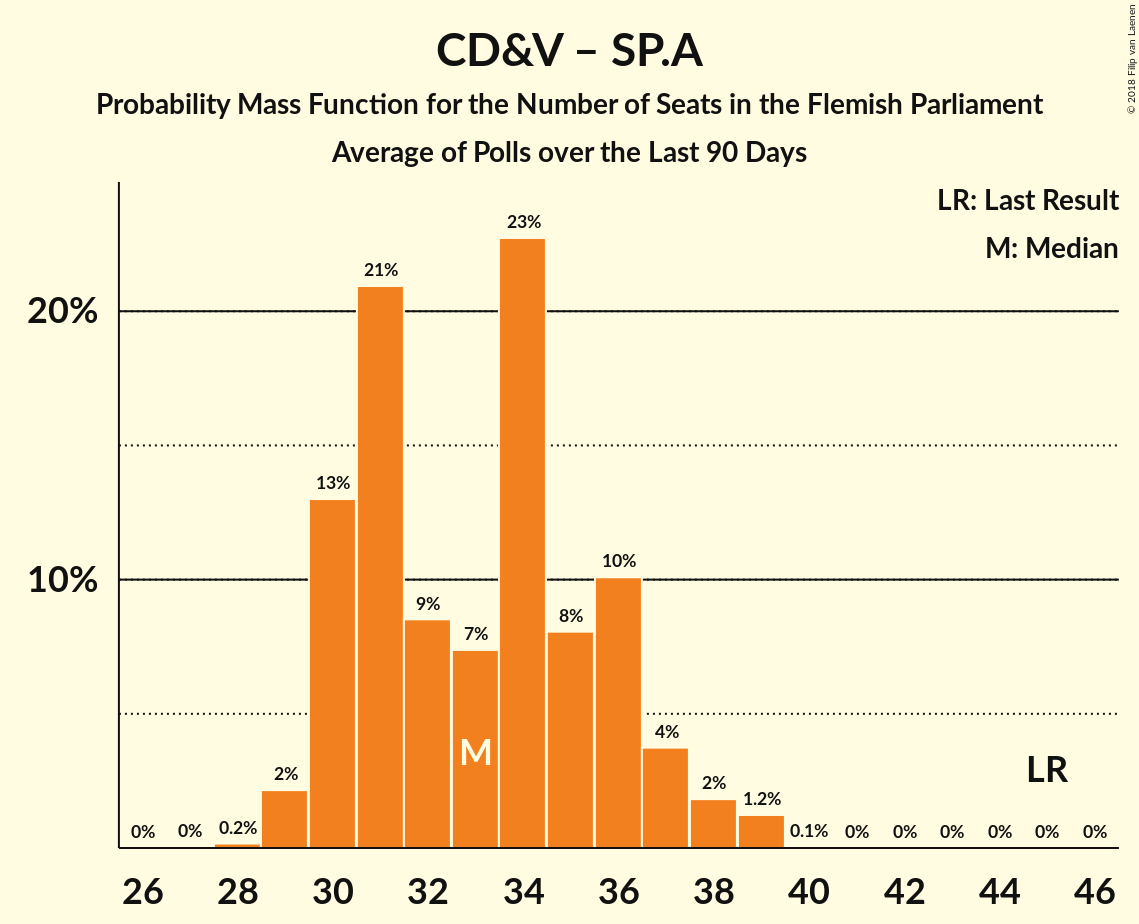 CD&V – SP.A
Probability Mass Function for the Number of Seats in the Flemish Parliament
Average of Polls over the Last 90 Days
© 2018 Filip van Laenen
LR: Last Result
M: Median
20%
10%
0%
0%
0.2%
2%
13%
21%
9%
7%
23%
8%
10%
4%
2%
1.2%
0.1%
0%
0%
0%
0%
0%
0%
M
LR
26 28 30 32 34 36 38 40 42 44 46